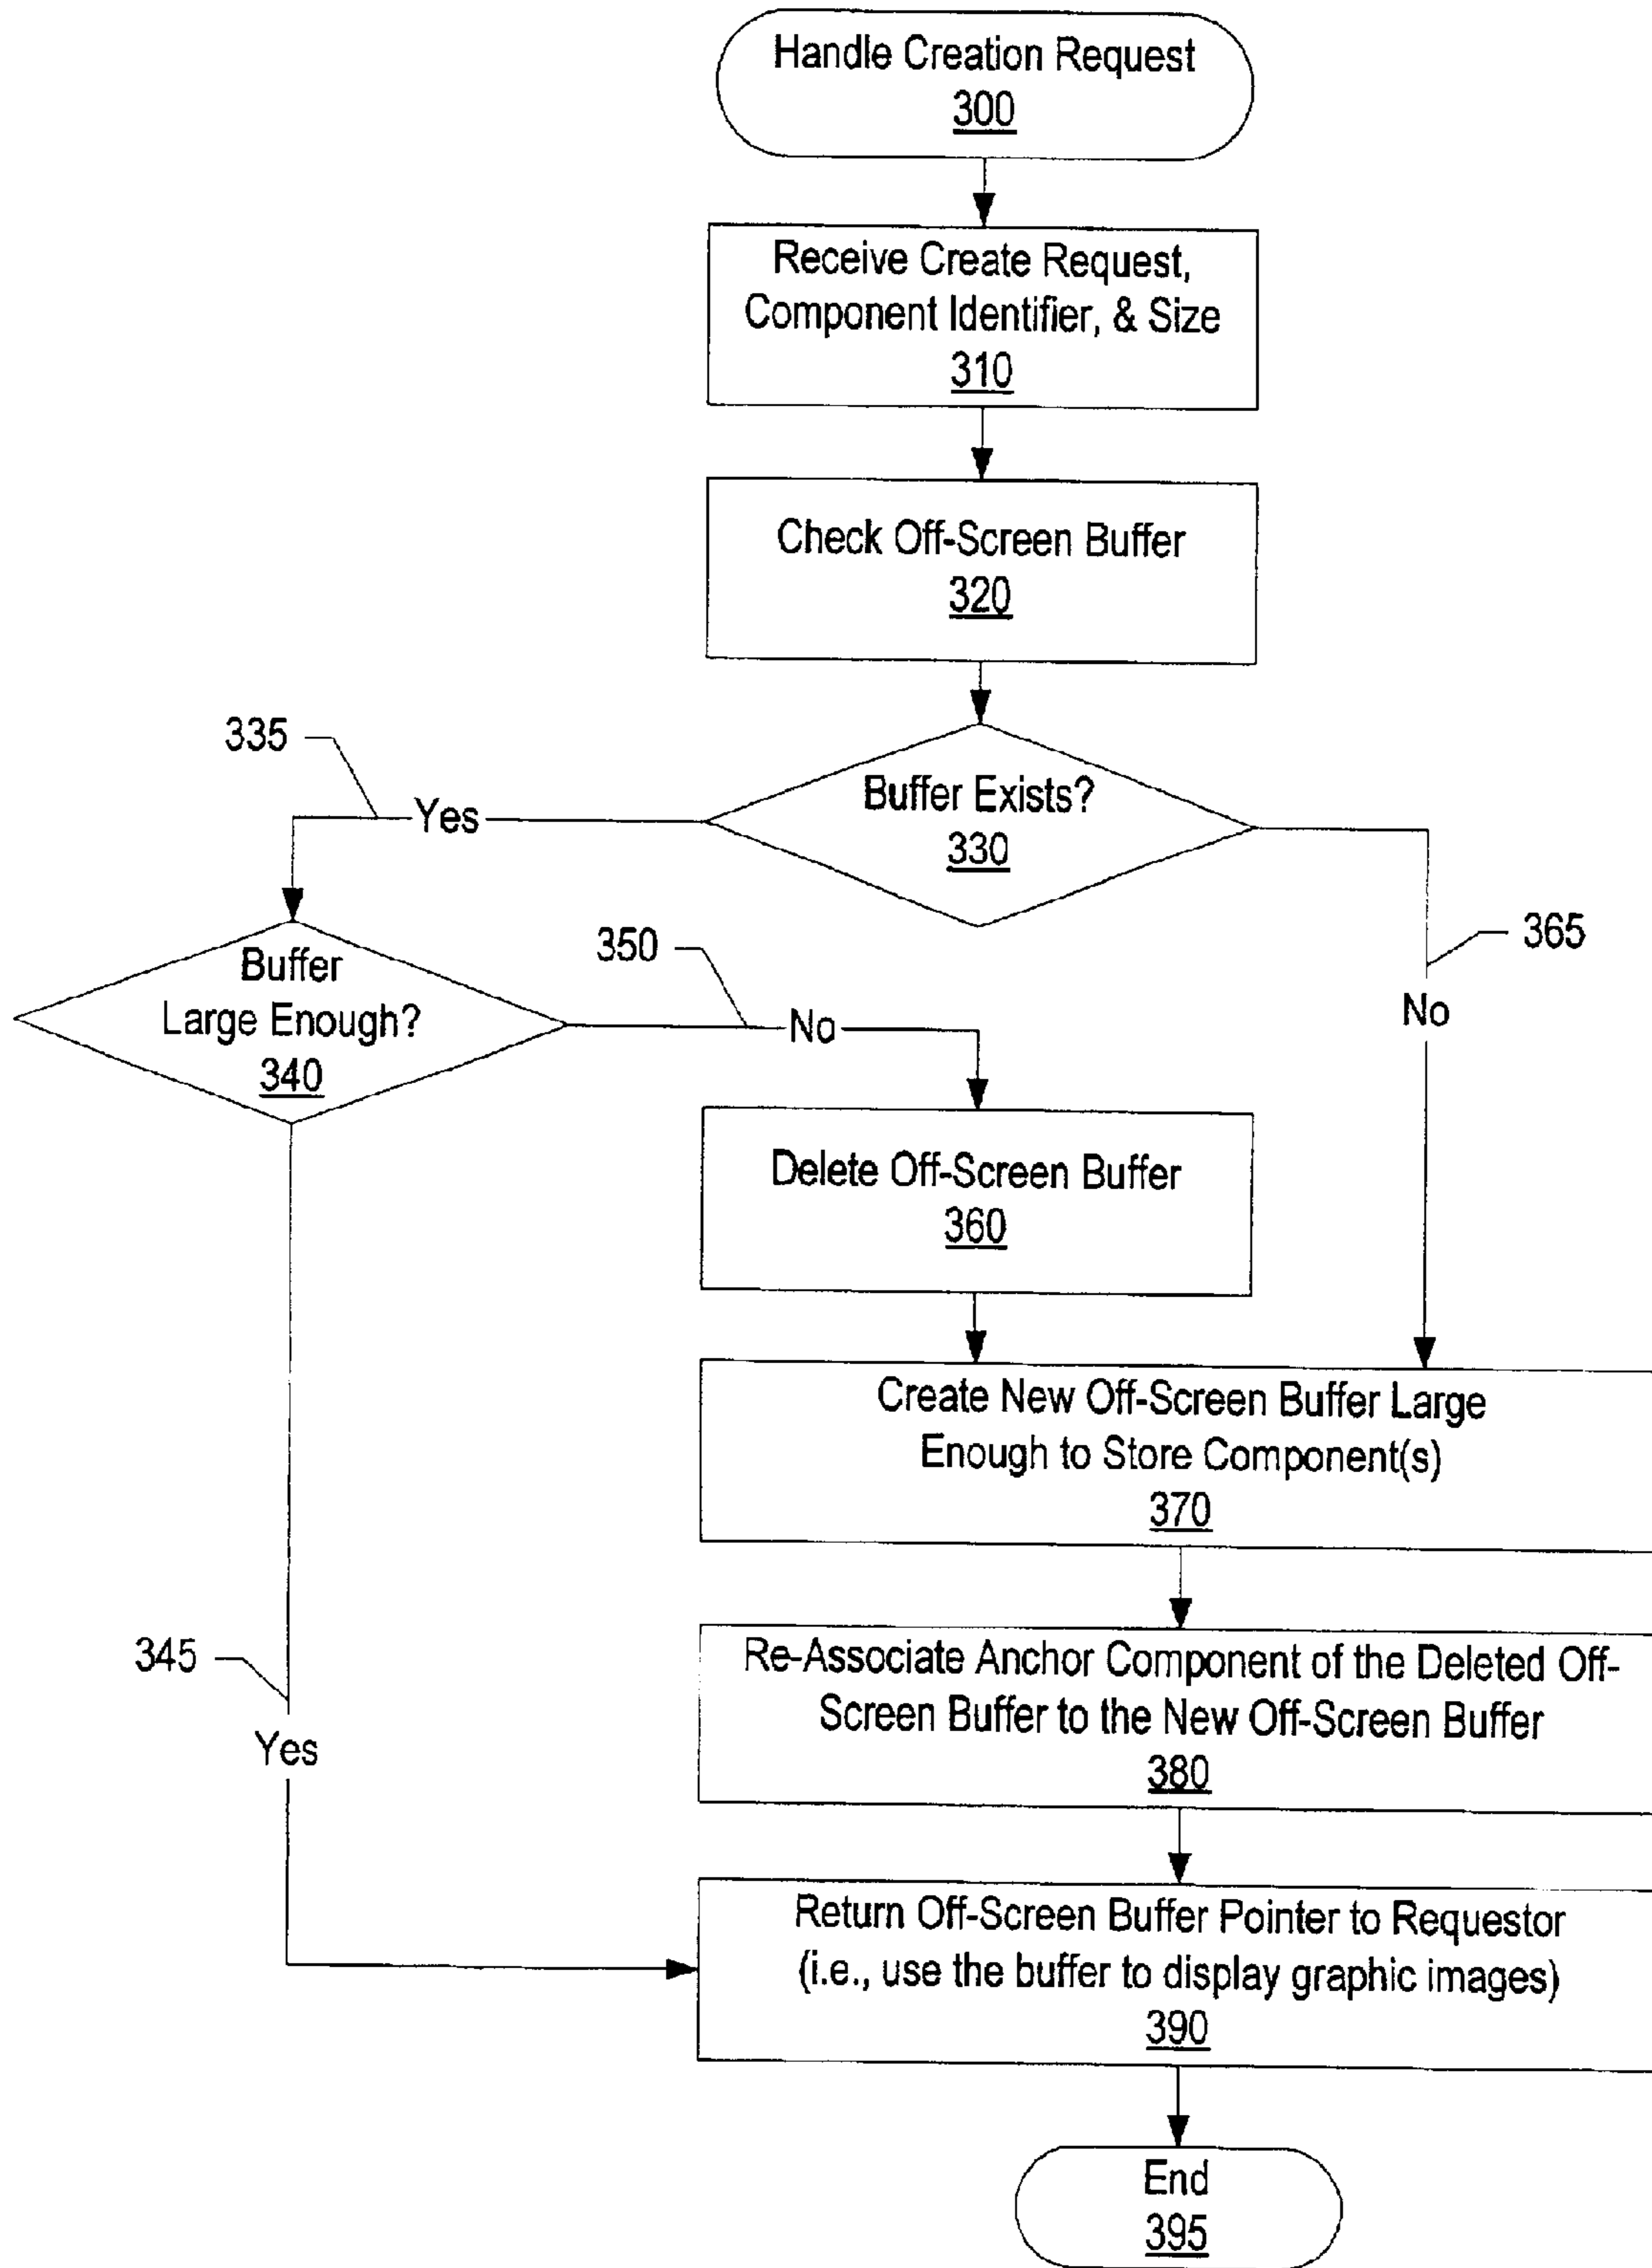 Handle Creation Request
300
Receive Create Request,
Component Identifier, & Size
310
Check Off-Screen Buffer
320
335
Yes
Buffer Exists?
330
365
No
Buffer
Large Enough?
340
350
No
Delete Off-Screen Buffer
360
Create New Off-Screen Buffer Large
Enough to Store Component(s)
370
345
Yes
Re-Associate Anchor Component of the Deleted Off-
Screen Buffer to the New Off-Screen Buffer
380
Return Off-Screen Buffer Pointer to Requestor
(i.e., use the buffer to display graphic images)
390
End
395